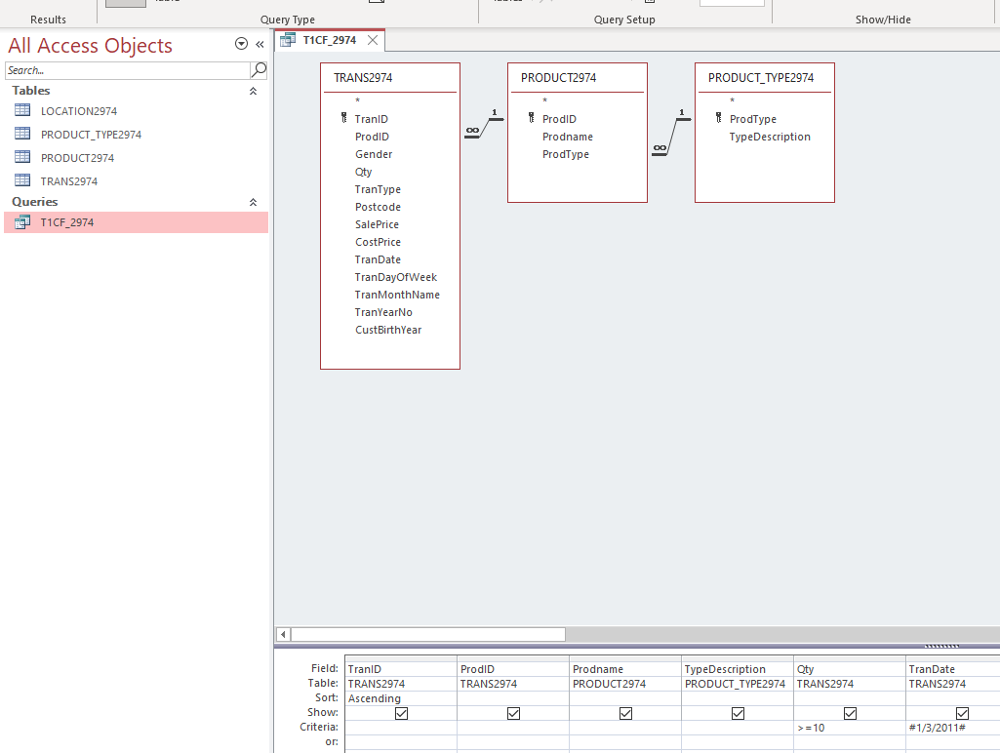 Results
Query Type
Query Setup
Show/Hide
All Access Objects
Search...
Tables
LOCATION2974
PRODUCT_TYPE2974
PRODUCT2974
TRANS2974
Queries
T1CF_2974
T1CF_2974
TRANS2974
*
TranID
ProdID
Gender
Qty
TranType
Postcode
SalePrice
CostPrice
TranDate
TranDayOfWeek
TranMonthName
TranYearNo
CustBirthYear
∞ 1
PRODUCT2974
*
ProdID
Prodname
ProdType
∞ 1
PRODUCT_TYPE2974
*
ProdType
TypeDescription
Field: TranID ProdID Prodname TypeDescription Qty TranDate
Table: TRANS2974 TRANS2974 PRODUCT2974 PRODUCT_TYPE2974 TRANS2974 TRANS2974
Sort: Ascending
Show:
Criteria: >=10 #1/3/2011#
or: